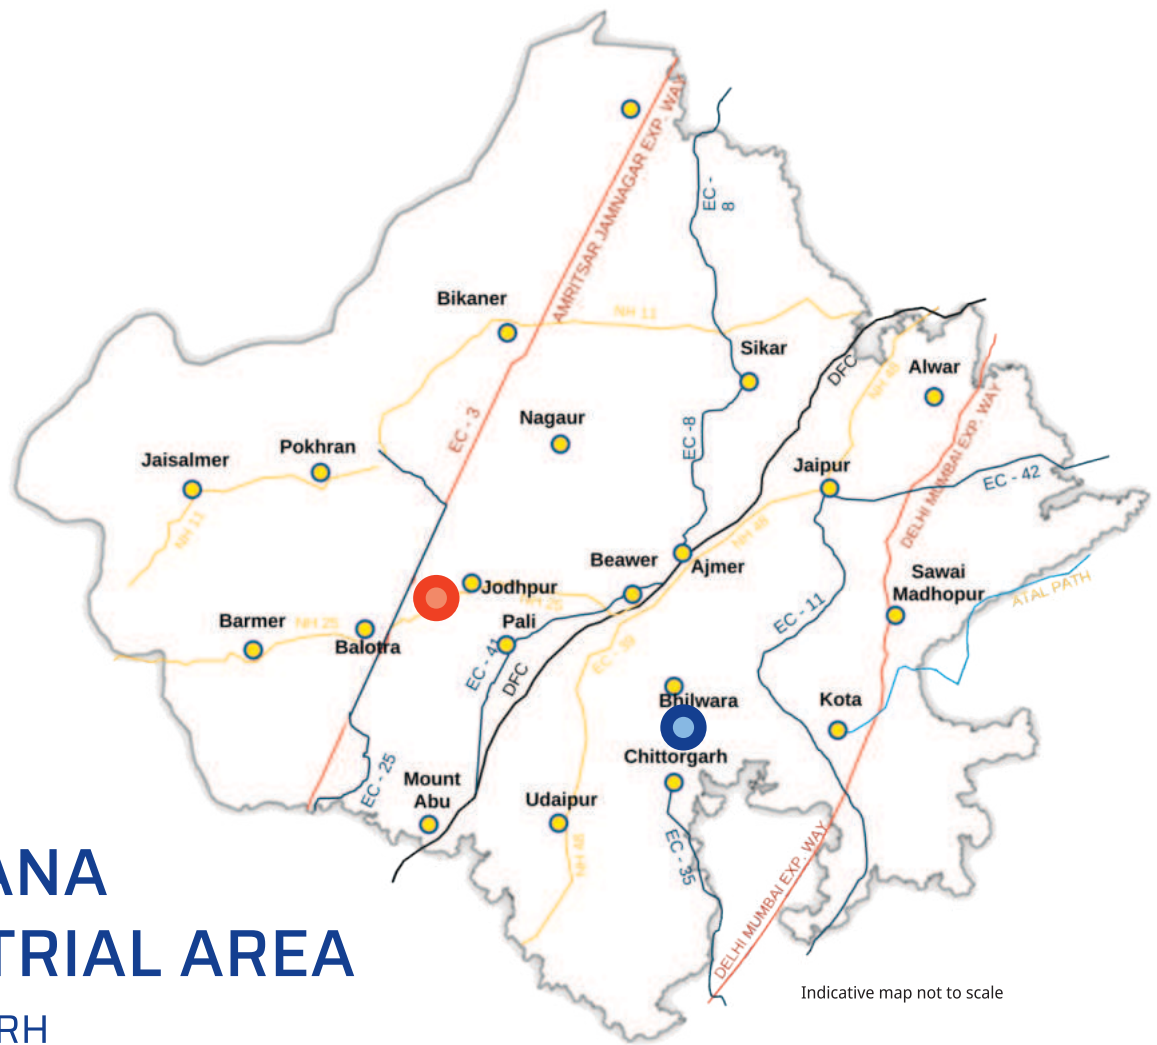 AMRITSAR JAMNAGAR EXP. WAY
EC -
8
Bikaner
NH 11
Sikar
DFC
NH 48
Alwar
EC - 3
Nagaur
EC -8
DELHI MUMBAI EXP. WAY
Pokhran
Jaisalmer
Jaipur
EC - 42
NH 11
NH 48
Beawer
Ajmer
Sawai
Madhopur
ATAL PATH
Jodhpur
NH 25
EC - 11
Barmer
NH 25
Balotra
Pali
EC - 41
DFC
EC - 39
Bhilwara
Kota
Chittorgarh
EC - 25
Mount
Abu
Udaipur
NH 48
EC - 35
DELHI MUMBAI EXP. WAY
ANA
TRIAL AREA
RH
Indicative map not to scale